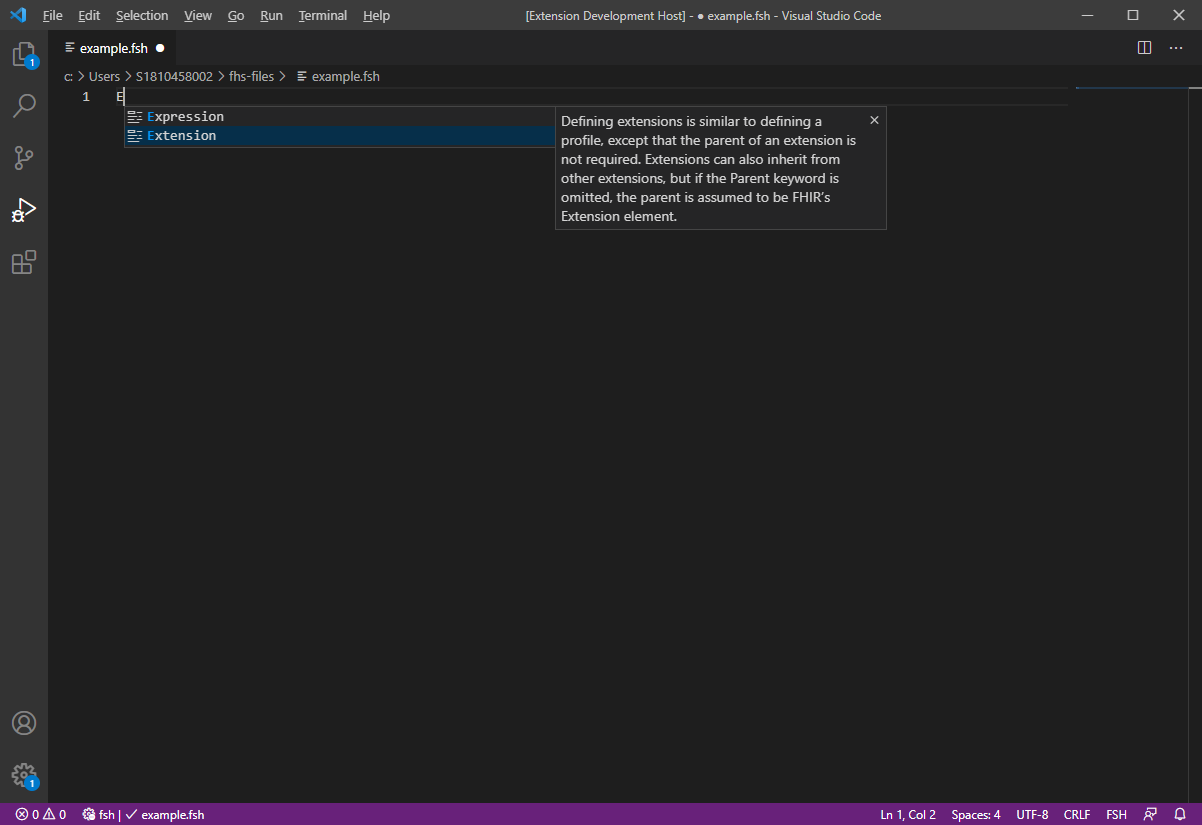 File Edit Selection View Go Run Terminal Help [Extension Development Host] - ● example.fsh - Visual Studio Code
example.fsh ●
c: > Users > S1810458002 > fhs-files > example.fsh
1 E
Expression
Extension
Defining extensions is similar to defining a
profile, except that the parent of an extension is
not required. Extensions can also inherit from
other extensions, but if the Parent keyword is
omitted, the parent is assumed to be FHIR’s
Extension element.
1
1
0 0 fsh | ✓ example.fsh Ln 1, Col 2 Spaces: 4 UTF-8 CRLF FSH